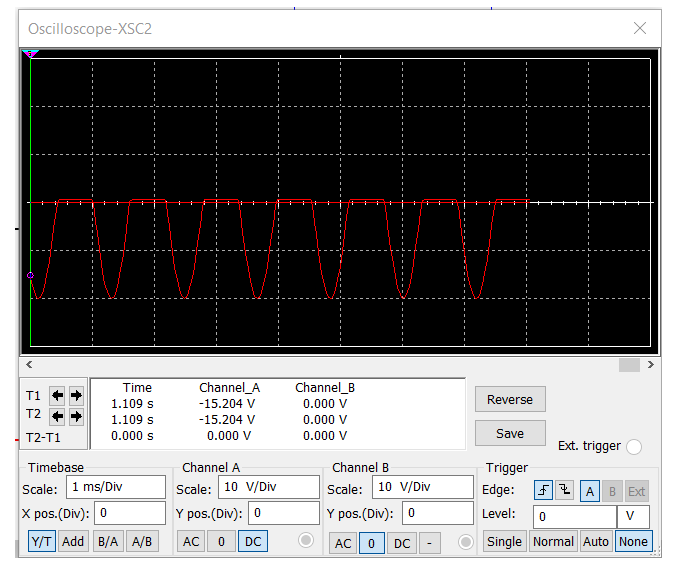 Oscilloscope-XSC2
Time Channel_A Channel_B
T1 1.109 s -15.204 V 0.000 V
T2 1.109 s -15.204 V 0.000 V
T2-T1 0.000 s 0.000 V 0.000 V
Reverse
Save
Ext. trigger
Timebase
Scale: 1 ms/Div
X pos.(Div): 0
Y/T Add B/A A/B
Channel A
Scale: 10 V/Div
Y pos.(Div): 0
AC 0 DC
Channel B
Scale: 10 V/Div
Y pos.(Div): 0
AC 0 DC -
Trigger
Edge: A B Ext
Level: 0 V
Single Normal Auto None